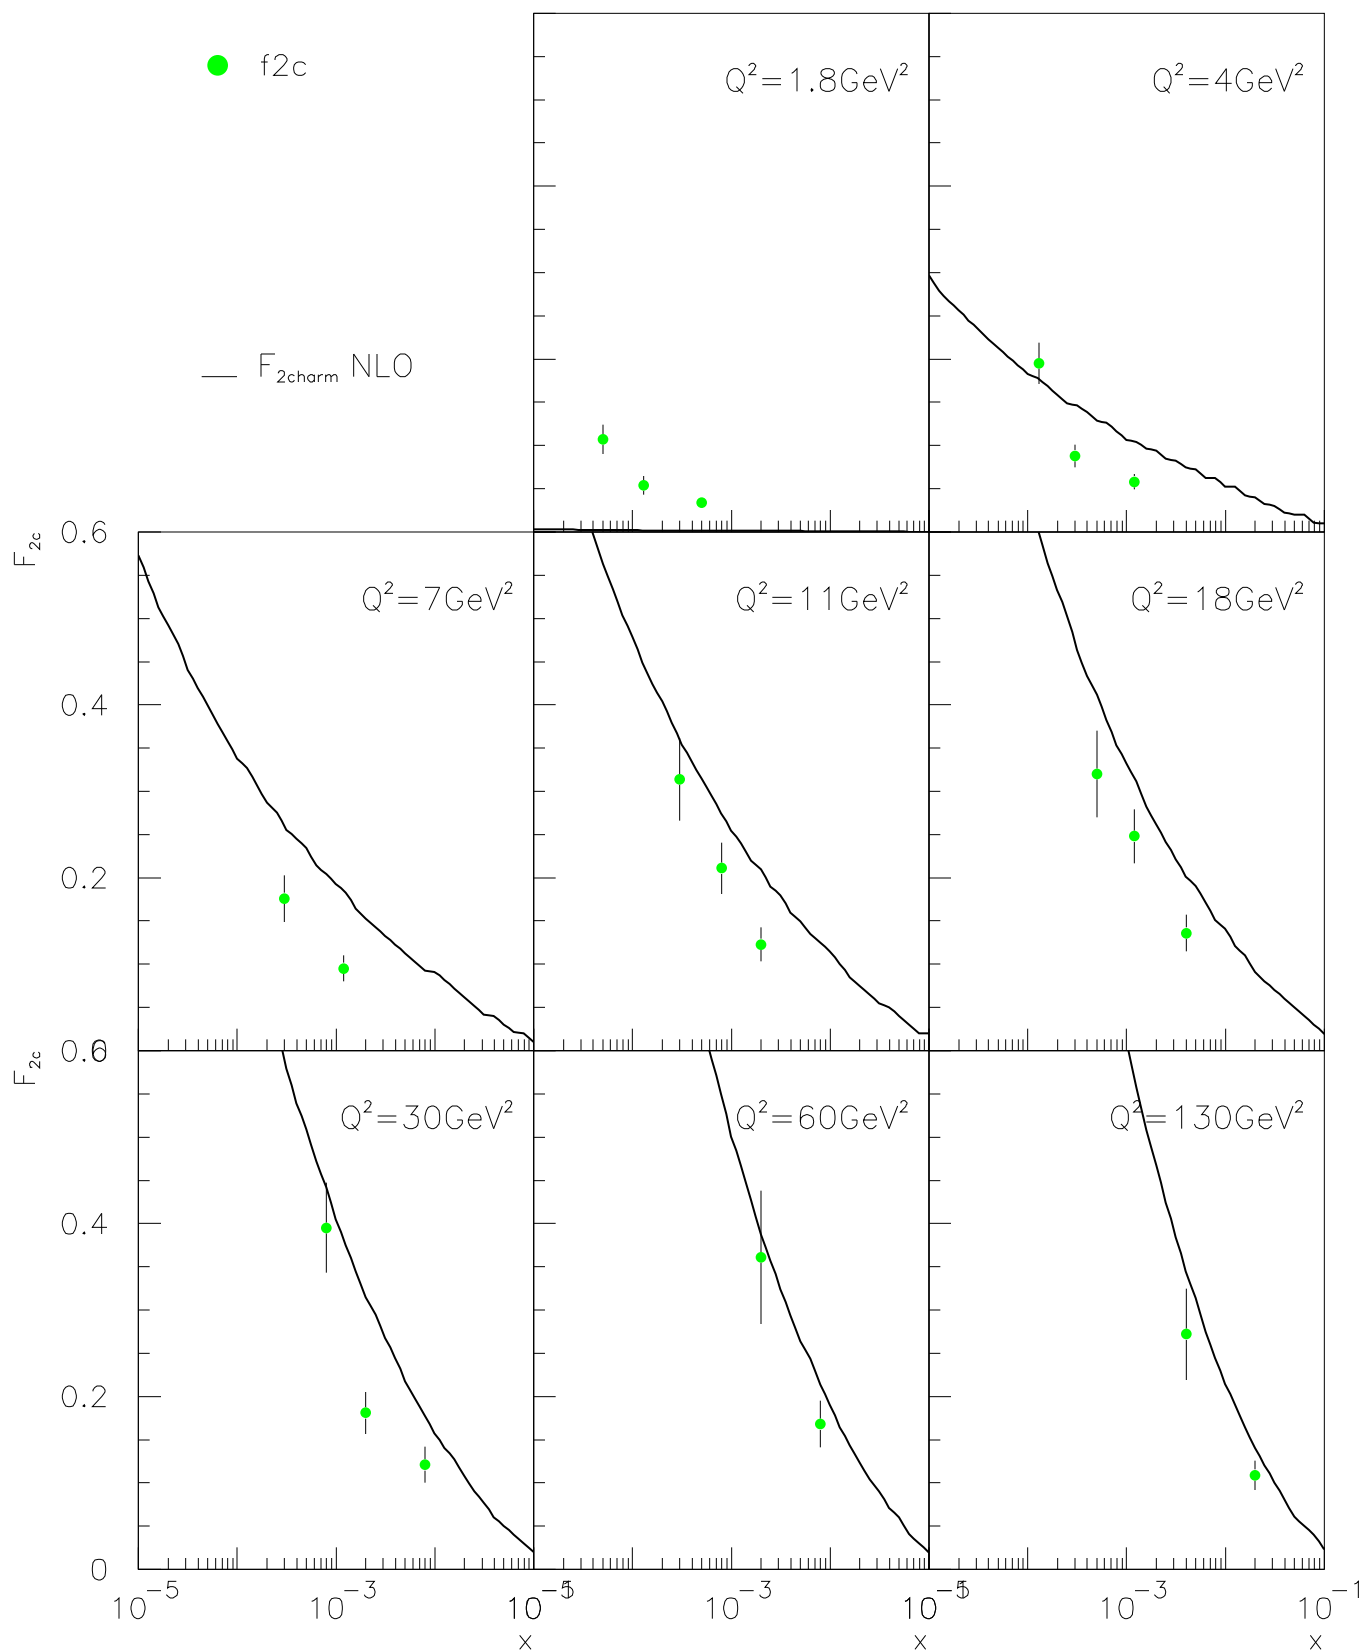 f2c
Q²=1.8GeV²
Q²=4GeV²
F₂charm NLO
F₂c
0.6
Q²=7GeV²
Q²=11GeV²
Q²=18GeV²
0.4
0.2
F₂c
0.6
Q²=30GeV²
Q²=60GeV²
Q²=130GeV²
0.4
0.2
0
10⁻⁵ 10⁻³ 10⁻⁵ 10⁻³ 10⁻⁵ 10⁻³ 10⁻¹
x x x